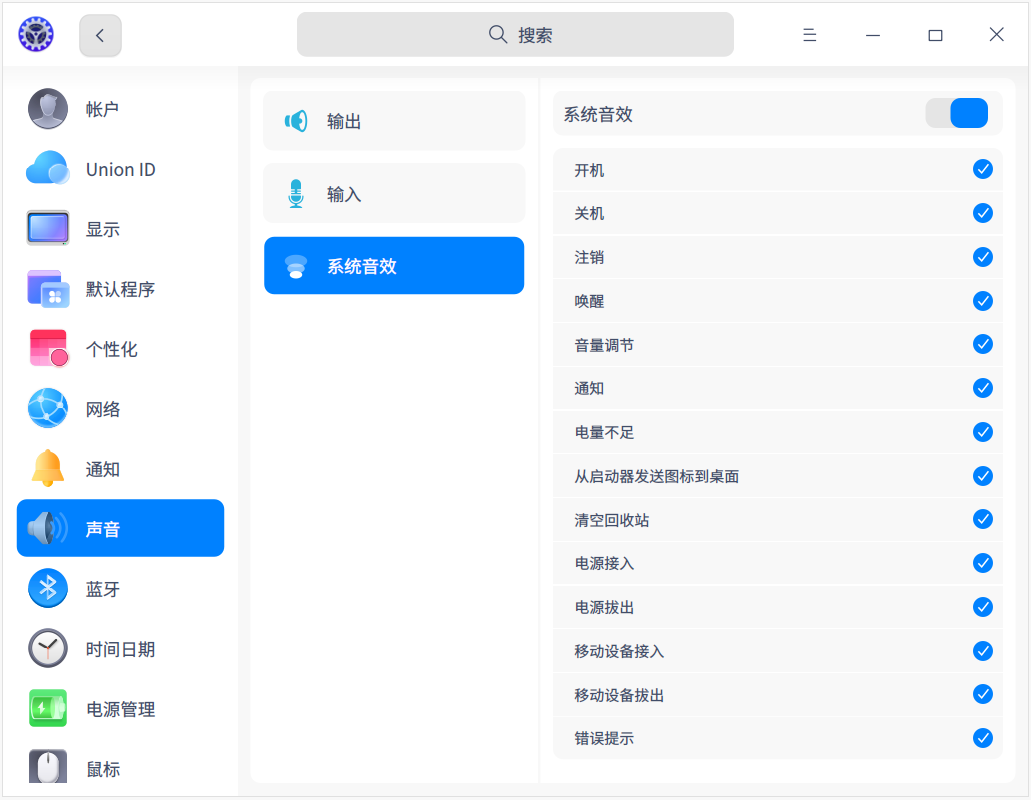 搜索
帐户
Union ID
显示
默认程序
个性化
网络
通知
声音
蓝牙
时间日期
电源管理
鼠标
输出
输入
系统音效
系统音效
开机
关机
注销
唤醒
音量调节
通知
电量不足
从启动器发送图标到桌面
清空回收站
电源接入
电源拔出
移动设备接入
移动设备拔出
错误提示